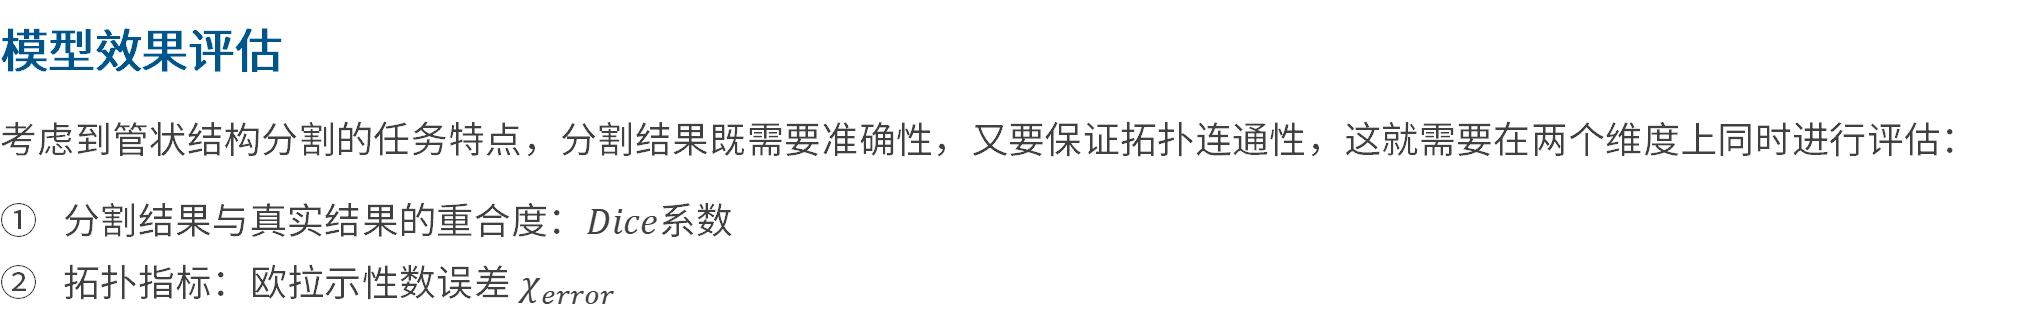 模型效果评估
考虑到管状结构分割的任务特点，分割结果既需要准确性，又要保证拓扑连通性，这就需要在两个维度上同时进行评估：
① 分割结果与真实结果的重合度：Dice系数
② 拓扑指标：欧拉示性数误差 χ_error